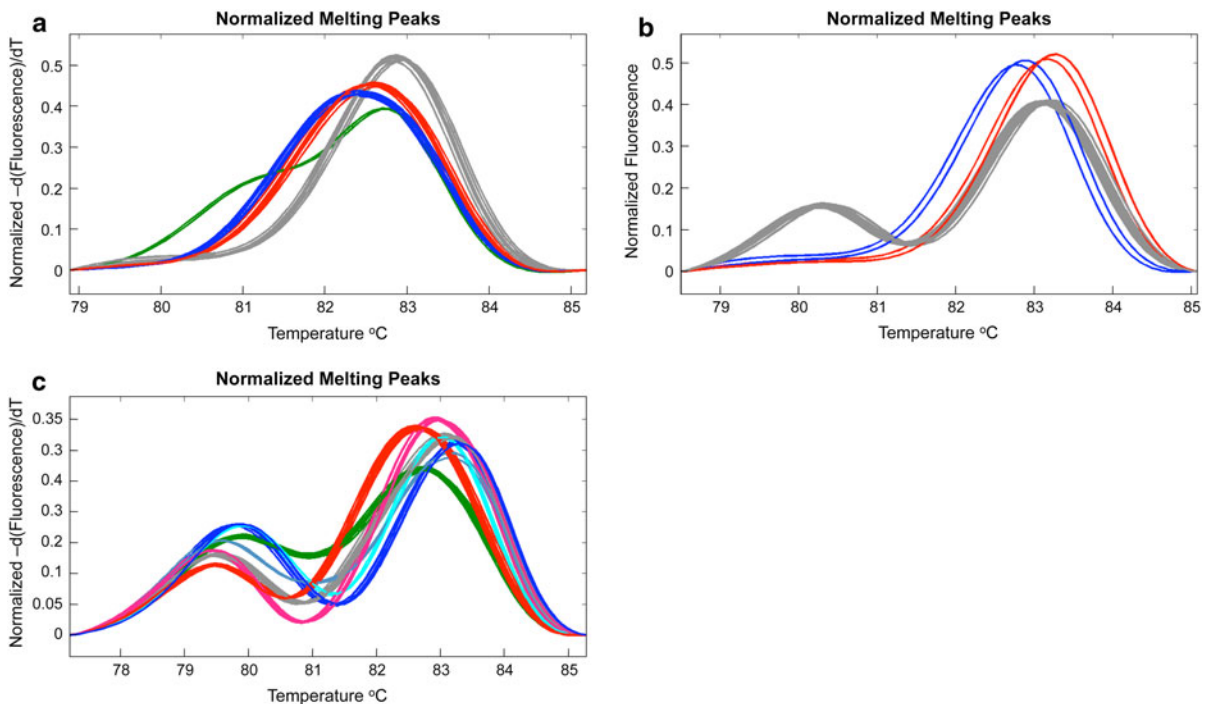 a
Normalized Melting Peaks
Normalized –d(Fluorescence)/dT
0.5
0.4
0.3
0.2
0.1
0
79 80 81 82 83 84 85
Temperature ºC
b
Normalized Melting Peaks
Normalized Fluorescence
0.5
0.4
0.3
0.2
0.1
0
79 80 81 82 83 84 85
Temperature ºC
c
Normalized Melting Peaks
Normalized –d(Fluorescence)/dT
0.35
0.3
0.4
0.3
0.2
0.1
0.05
0
78 79 80 81 82 83 84 85
Temperature ºC